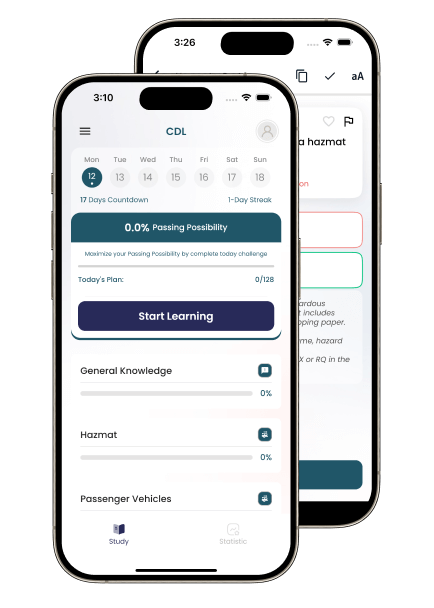 3:26
aA
a hazmat
on
ardous
t includes
pping paper.
me, hazard
X or RQ in the
3:10
CDL
Mon Tue Wed Thu Fri Sat Sun
12 13 14 15 16 17 18
17 Days Countdown 1-Day Streak
0.0% Passing Possibility
Maximize your Passing Possibility by complete today challenge
Today's Plan: 0/128
Start Learning
General Knowledge
0%
Hazmat
0%
Passenger Vehicles
Study Statistic